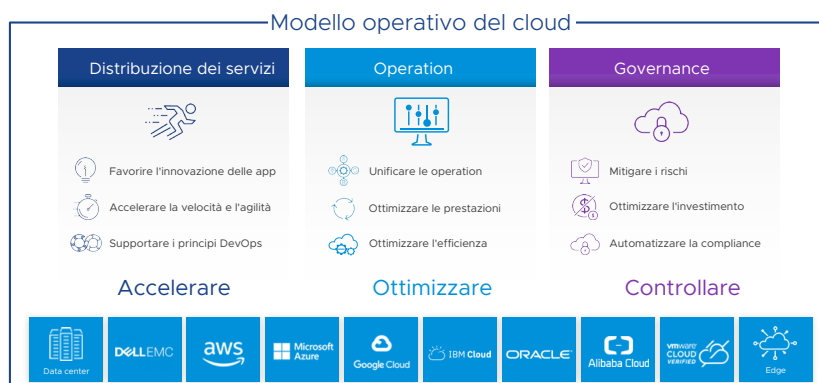 Modello operativo del cloud
Distribuzione dei servizi
Operation
Governance
Favorire l'innovazione delle app
Accelerare la velocità e l'agilità
Supportare i principi DevOps
Unificare le operation
Ottimizzare le prestazioni
Ottimizzare l'efficienza
Mitigare i rischi
Ottimizzare l'investimento
Automatizzare la compliance
Accelerare
Ottimizzare
Controllare
Data center
DELLEMC
aws
Microsoft
Azure
Google Cloud
IBM Cloud
ORACLE
Alibaba Cloud
vmware
CLOUD
VERIFIED
Edge